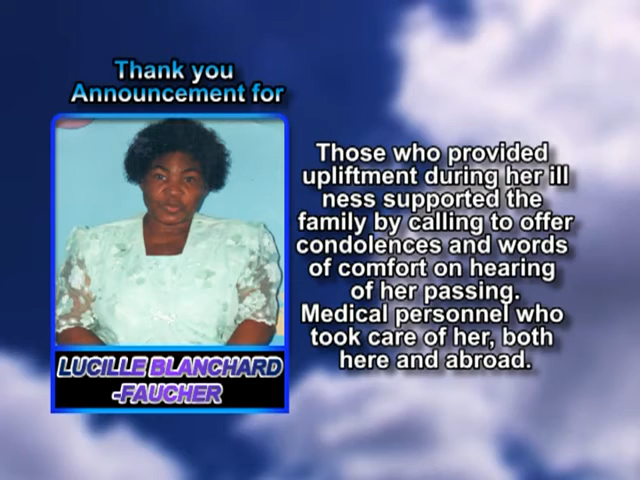 Thank you
Announcement for
LUCILLE BLANCHARD
-FAUCHER
Those who provided
upliftment during her ill
ness supported the
family by calling to offer
condolences and words
of comfort on hearing
of her passing.
Medical personnel who
took care of her, both
here and abroad.